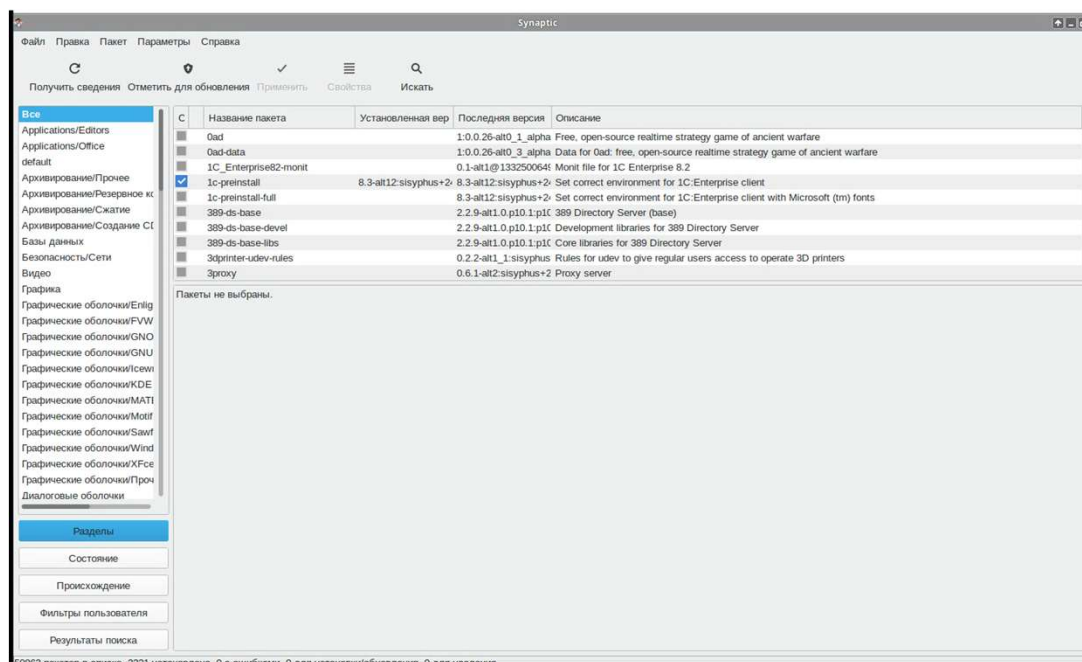 Synaptic
Файл Правка Пакет Параметры Справка
Получить сведения Отметить для обновления Применить Свойства Искать
Все
Applications/Editors
Applications/Office
default
Архивирование/Прочее
Архивирование/Резервное ко
Архивирование/Сжатие
Архивирование/Создание CD
Базы данных
Безопасность/Сети
Видео
Графика
Графические оболочки/Enlig
Графические оболочки/FVW
Графические оболочки/GNO
Графические оболочки/GNU
Графические оболочки/Icewi
Графические оболочки/KDE
Графические оболочки/MATE
Графические оболочки/Motif
Графические оболочки/Sawf
Графические оболочки/Wind
Графические оболочки/XFce
Графические оболочки/Проч
Диалоговые оболочки
Разделы
Состояние
Происхождение
Фильтры пользователя
Результаты поиска
С Название пакета Установленная вер Последняя версия Описание
0ad 1:0.0.26-alt0_1_alpha Free, open-source realtime strategy game of ancient warfare
0ad-data 1:0.0.26-alt0_3_alpha Data for 0ad: free, open-source realtime strategy game of ancient warfare
1C_Enterprise82-monit 0.1-alt1@133250064 Monit file for 1C Enterprise 8.2
1c-preinstall 8.3-alt12:sisyphus+2 8.3-alt12:sisyphus+2 Set correct environment for 1C:Enterprise client
1c-preinstall-full 8.3-alt12:sisyphus+2 Set correct environment for 1C:Enterprise client with Microsoft (tm) fonts
389-ds-base 2.2.9-alt1.0.p10.1:p1 389 Directory Server (base)
389-ds-base-devel 2.2.9-alt1.0.p10.1:p1 Development libraries for 389 Directory Server
389-ds-base-libs 2.2.9-alt1.0.p10.1:p1 Core libraries for 389 Directory Server
3dprinter-udev-rules 0.2.2-alt1_1:sisyphus Rules for udev to give regular users access to operate 3D printers
3proxy 0.6.1-alt2:sisyphus+2 Proxy server
Пакеты не выбраны.